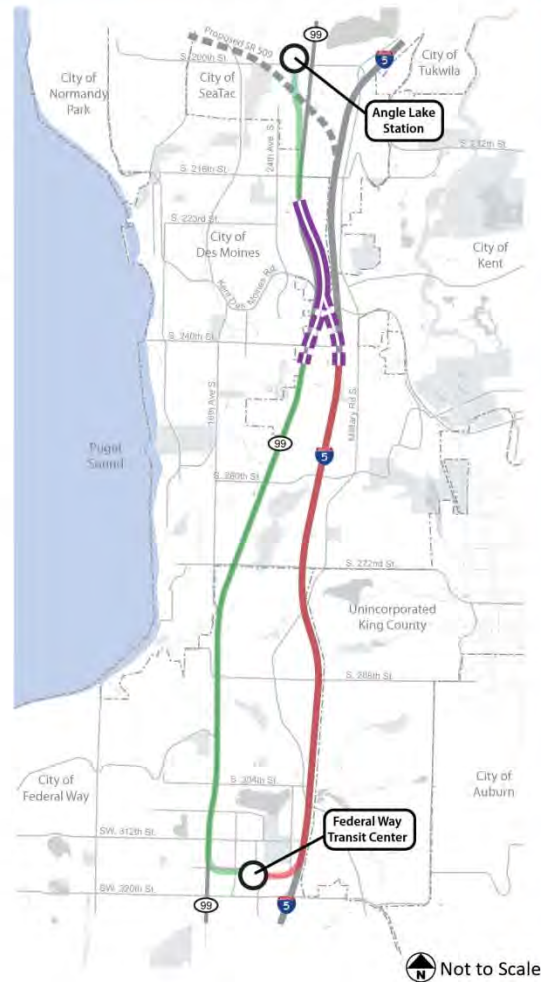 99
Proposed SR 509
5
S. 200th St.
City of
Tukwila
City of
Normandy
Park
City of
SeaTac
Angle Lake
Station
24th Ave. S.
S. 216th St.
S. 223rd St.
City of
Des Moines
City of
Kent
Kent Des Moines Rd.
S. 240th St.
16th Ave S.
Military Rd S.
99
Puget
Sound
5
S. 260th St.
S. 272nd St.
Unincorporated
King County
S. 288th St.
City of
Federal Way
S. 304th St.
City of
Auburn
Federal Way
Transit Center
SW. 312th St.
SW. 320th St.
99
5
N
Not to Scale